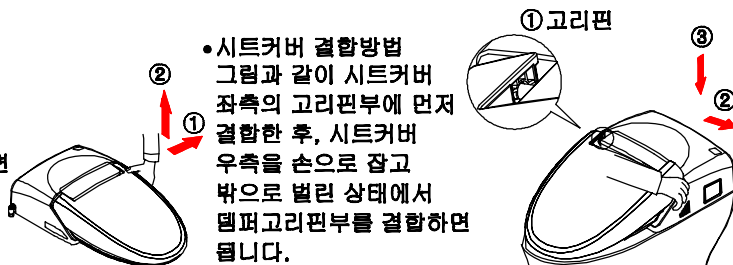 ①고리핀
●시트커버 결합방법
그림과 같이 시트커버
좌측의 고리핀부에 먼저
결합한 후, 시트커버
우측을 손으로 잡고
밖으로 벌린 상태에서
뎀퍼고리핀부를 결합하면
됩니다.
②
①
면
③
②